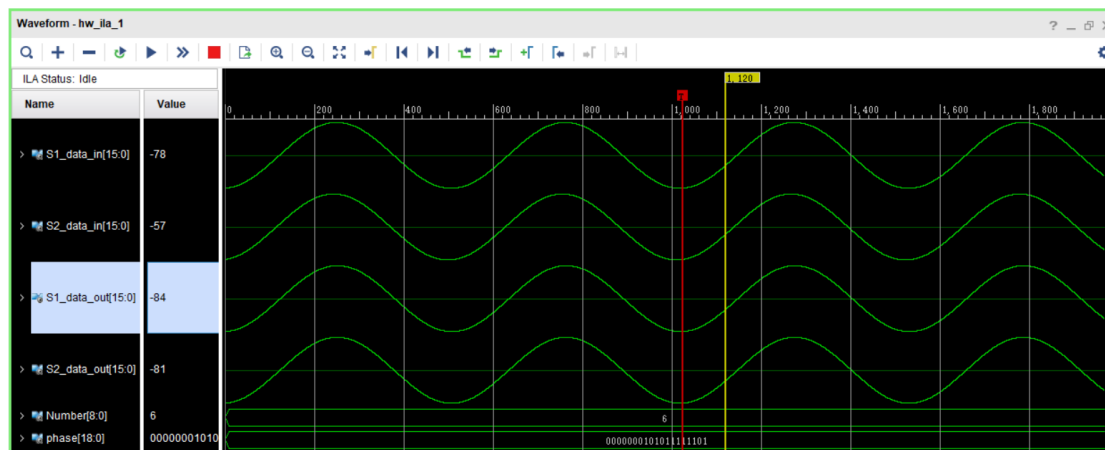 Waveform - hw_ila_1
ILA Status: Idle
1,120
Name Value
0 200 400 600 800 1,000 1,200 1,400 1,600 1,800
S1_data_in[15:0] -78
S2_data_in[15:0] -57
S1_data_out[15:0] -84
S2_data_out[15:0] -81
Number[8:0] 6 6
phase[18:0] 00000001010 0000000101011111101